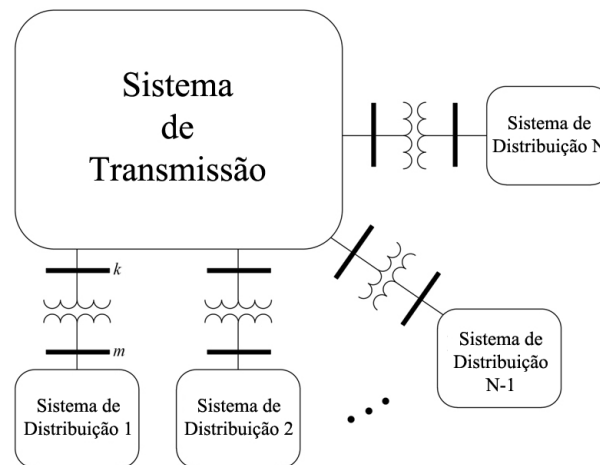 Sistema
de
Transmissão
Sistema de
Distribuição N
k
m
Sistema de
Distribuição 1
Sistema de
Distribuição 2
Sistema de
Distribuição
N-1